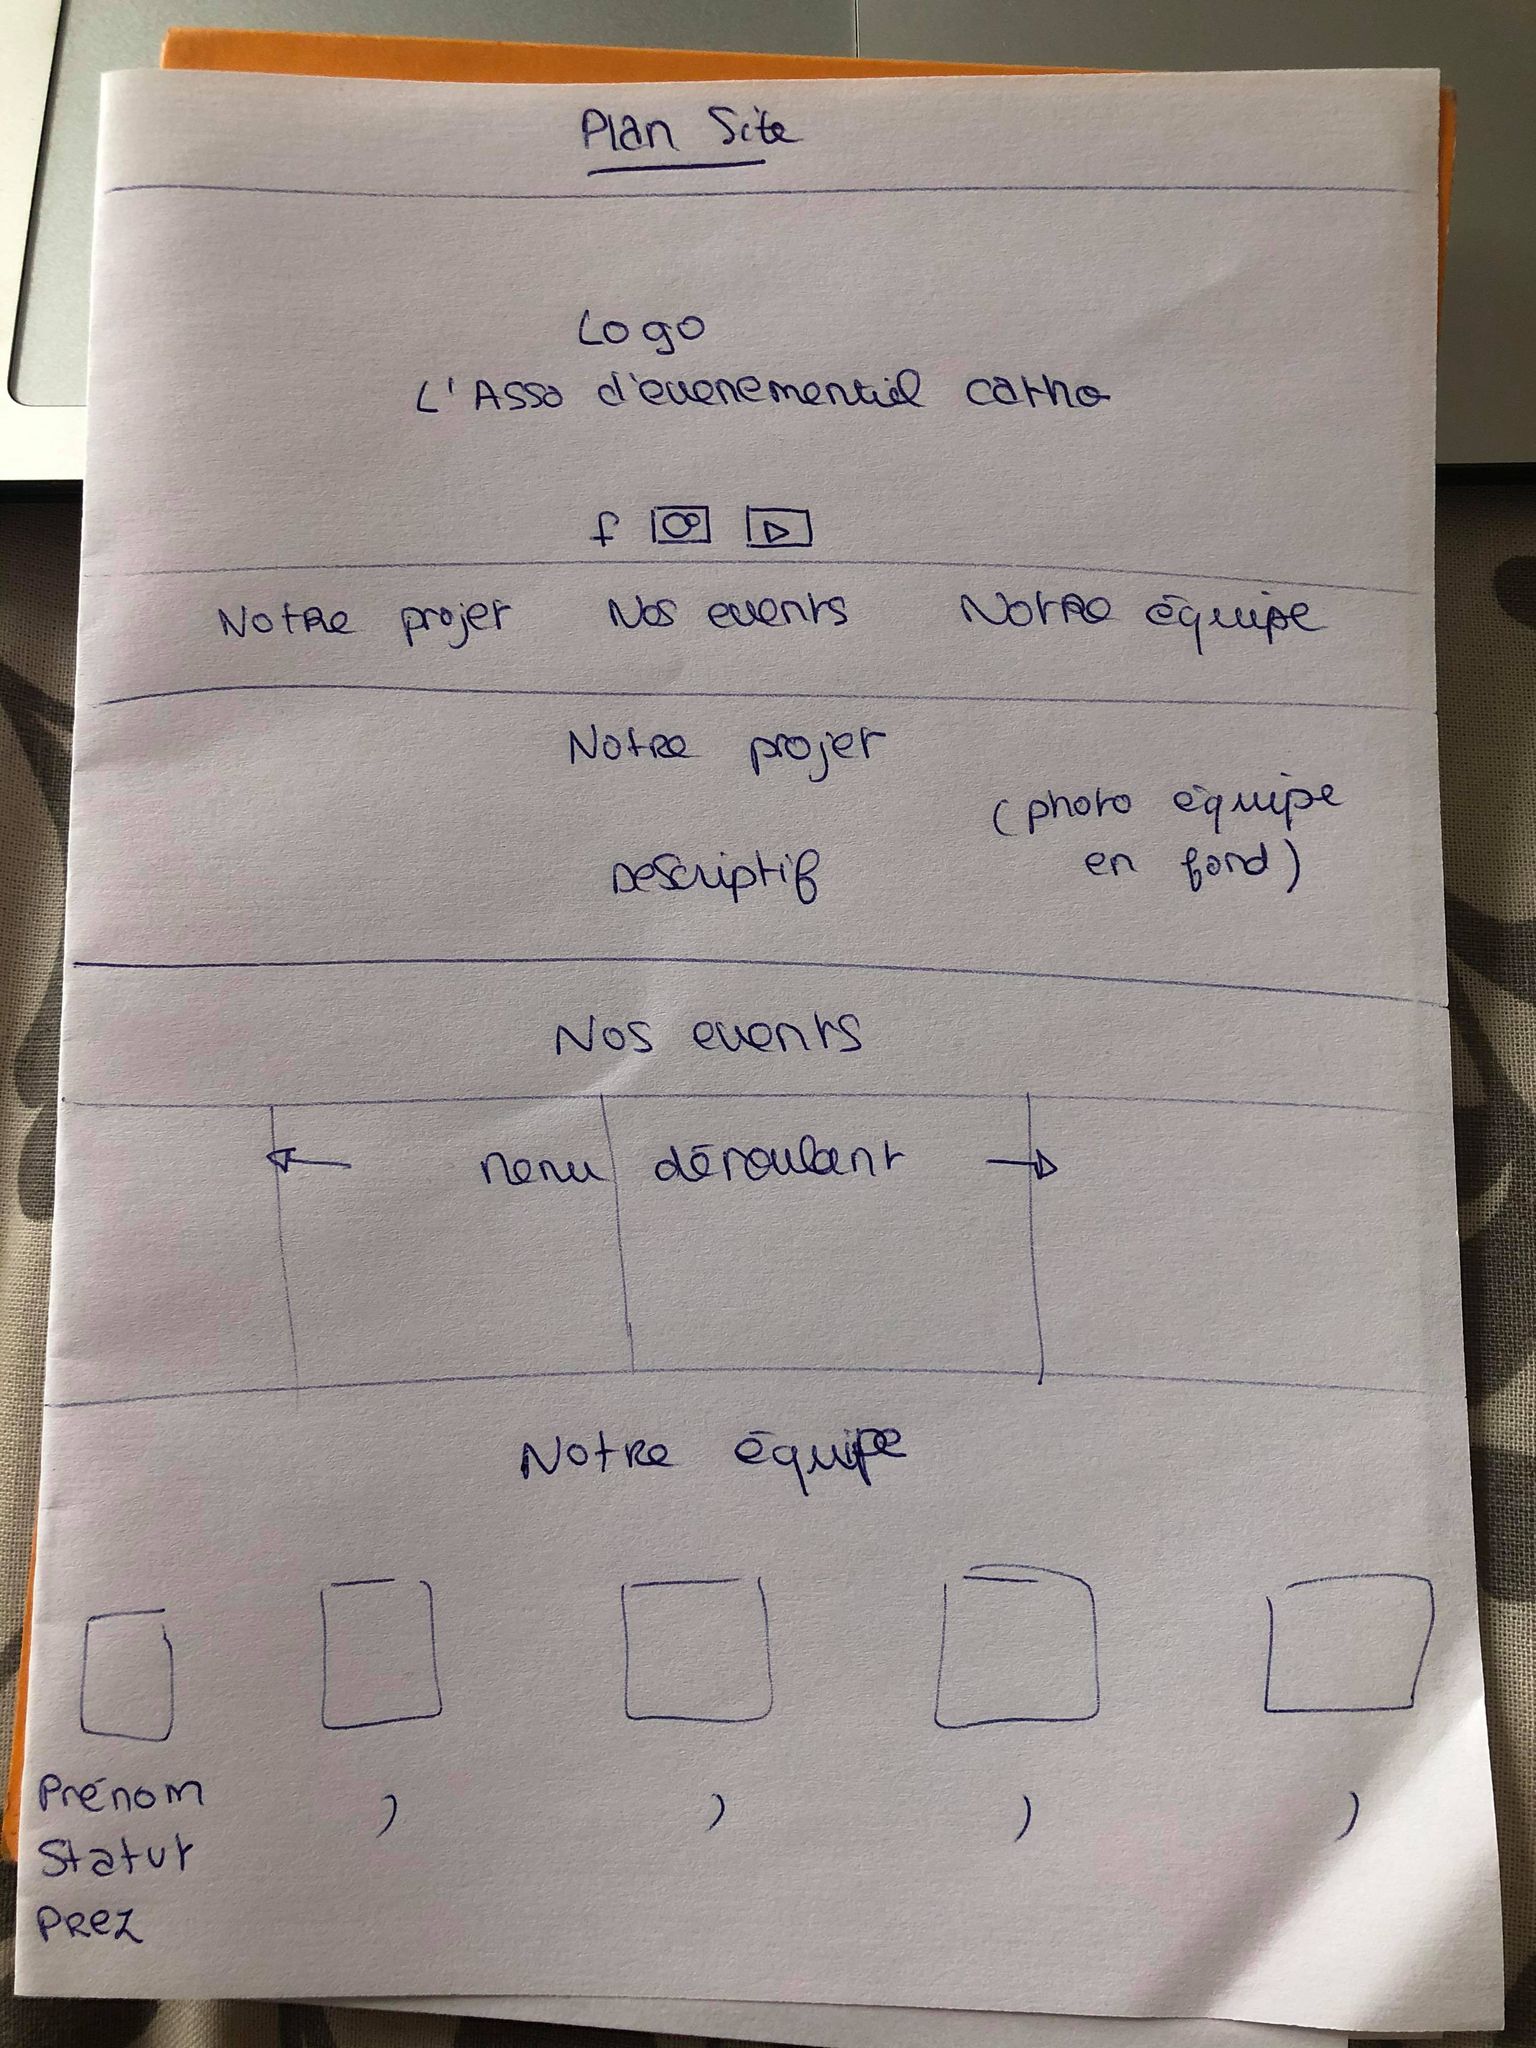 Plan Site
Logo
L'Asso d'evenementiel catho
f
Notre projet Nos events Notre équipe
Notre projet
(photo équipe
en fond)
Descriptif
Nos events
menu déroulant
Notre équipe
Prénom
Statut
Prez